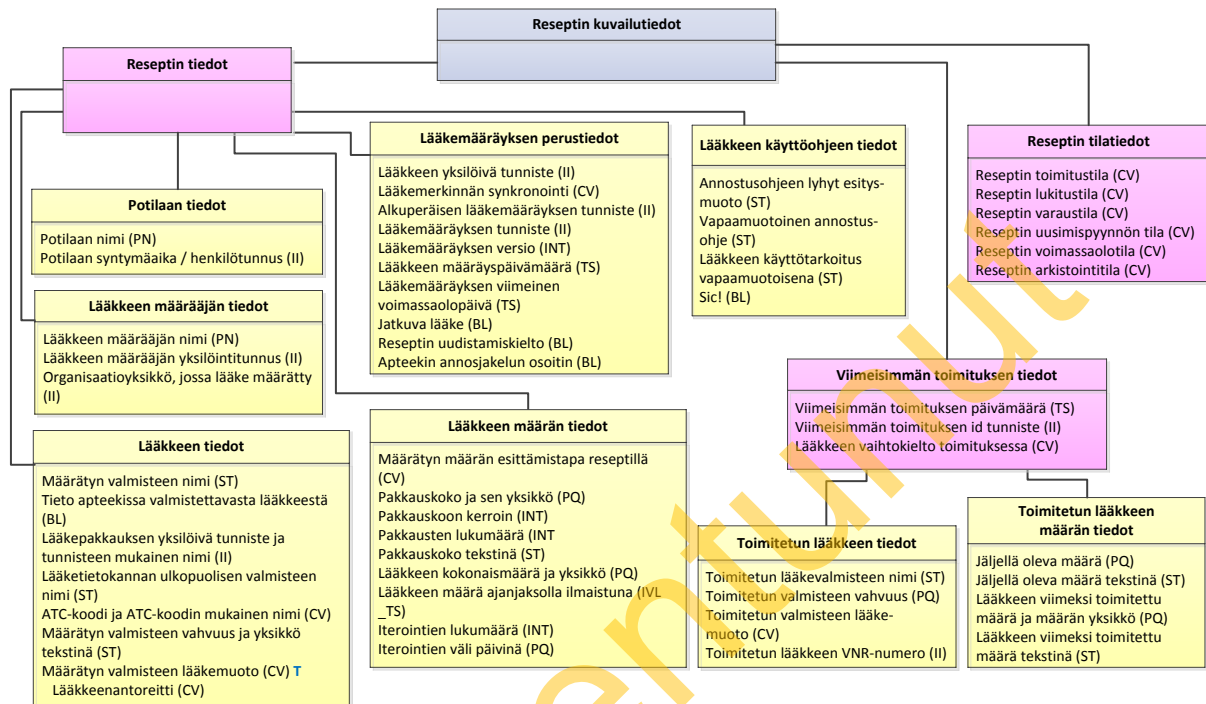 Reseptin kuvailutiedot
Reseptin tiedot
Potilaan tiedot
Potilaan nimi (PN)
Potilaan syntymäaika / henkilötunnus (II)
Lääkkeen määrääjän tiedot
Lääkkeen määrääjän nimi (PN)
Lääkkeen määrääjän yksilöintitunnus (II)
Organisaatioyksikkö, jossa lääke määrätty
(II)
Lääkkeen tiedot
Määrätyn valmisteen nimi (ST)
Tieto apteekissa valmistettavasta lääkkeestä
(BL)
Lääkepakkauksen yksilöivä tunniste ja
tunnisteen mukainen nimi (II)
Lääketietokannan ulkopuolisen valmisteen
nimi (ST)
ATC-koodi ja ATC-koodin mukainen nimi (CV)
Määrätyn valmisteen vahvuus ja yksikkö
tekstinä (ST)
Määrätyn valmisteen lääkemuoto (CV) T
Lääkkeenantoreitti (CV)
Lääkemääräyksen perustiedot
Lääkkeen yksilöivä tunniste (II)
Lääkemerkinnän synkronointi (CV)
Alkuperäisen lääkemääräyksen tunniste (II)
Lääkemääräyksen tunniste (II)
Lääkemääräyksen versio (INT)
Lääkkeen määräyspäivämäärä (TS)
Lääkemääräyksen viimeinen
voimassaolopäivä (TS)
Jatkuva lääke (BL)
Reseptin uudistamiskielto (BL)
Apteekin annosjakelun osoitin (BL)
Lääkkeen määrän tiedot
Määrätyn määrän esittämistapa reseptillä
(CV)
Pakkauskoko ja sen yksikkö (PQ)
Pakkauskoon kerroin (INT)
Pakkausten lukumäärä (INT
Pakkauskoko tekstinä (ST)
Lääkkeen kokonaismäärä ja yksikkö (PQ)
Lääkkeen määrä ajanjaksolla ilmaistuna (IVL
_TS)
Iterointien lukumäärä (INT)
Iterointien väli päivinä (PQ)
Lääkkeen käyttöohjeen tiedot
Annostusohjeen lyhyt esitys-
muoto (ST)
Vapaamuotoinen annostus-
ohje (ST)
Lääkkeen käyttötarkoitus
vapaamuotoisena (ST)
Sic! (BL)
Reseptin tilatiedot
Reseptin toimitustila (CV)
Reseptin lukitustila (CV)
Reseptin varaustila (CV)
Reseptin uusimispyynnön tila (CV)
Reseptin voimassaolotila (CV)
Reseptin arkistointitila (CV)
Viimeisimmän toimituksen tiedot
Viimeisimmän toimituksen päivämäärä (TS)
Viimeisimmän toimituksen id tunniste (II)
Lääkkeen vaihtokielto toimituksessa (CV)
Toimitetun lääkkeen tiedot
Toimitetun lääkevalmisteen nimi (ST)
Toimitetun valmisteen vahvuus (PQ)
Toimitetun valmisteen lääke-
muoto (CV)
Toimitetun lääkkeen VNR-numero (II)
Toimitetun lääkkeen
määrän tiedot
Jäljellä oleva määrä (PQ)
Jäljellä oleva määrä tekstinä (ST)
Lääkkeen viimeksi toimitettu
määrä ja määrän yksikkö (PQ)
Lääkkeen viimeksi toimitettu
määrä tekstinä (ST)
entunut